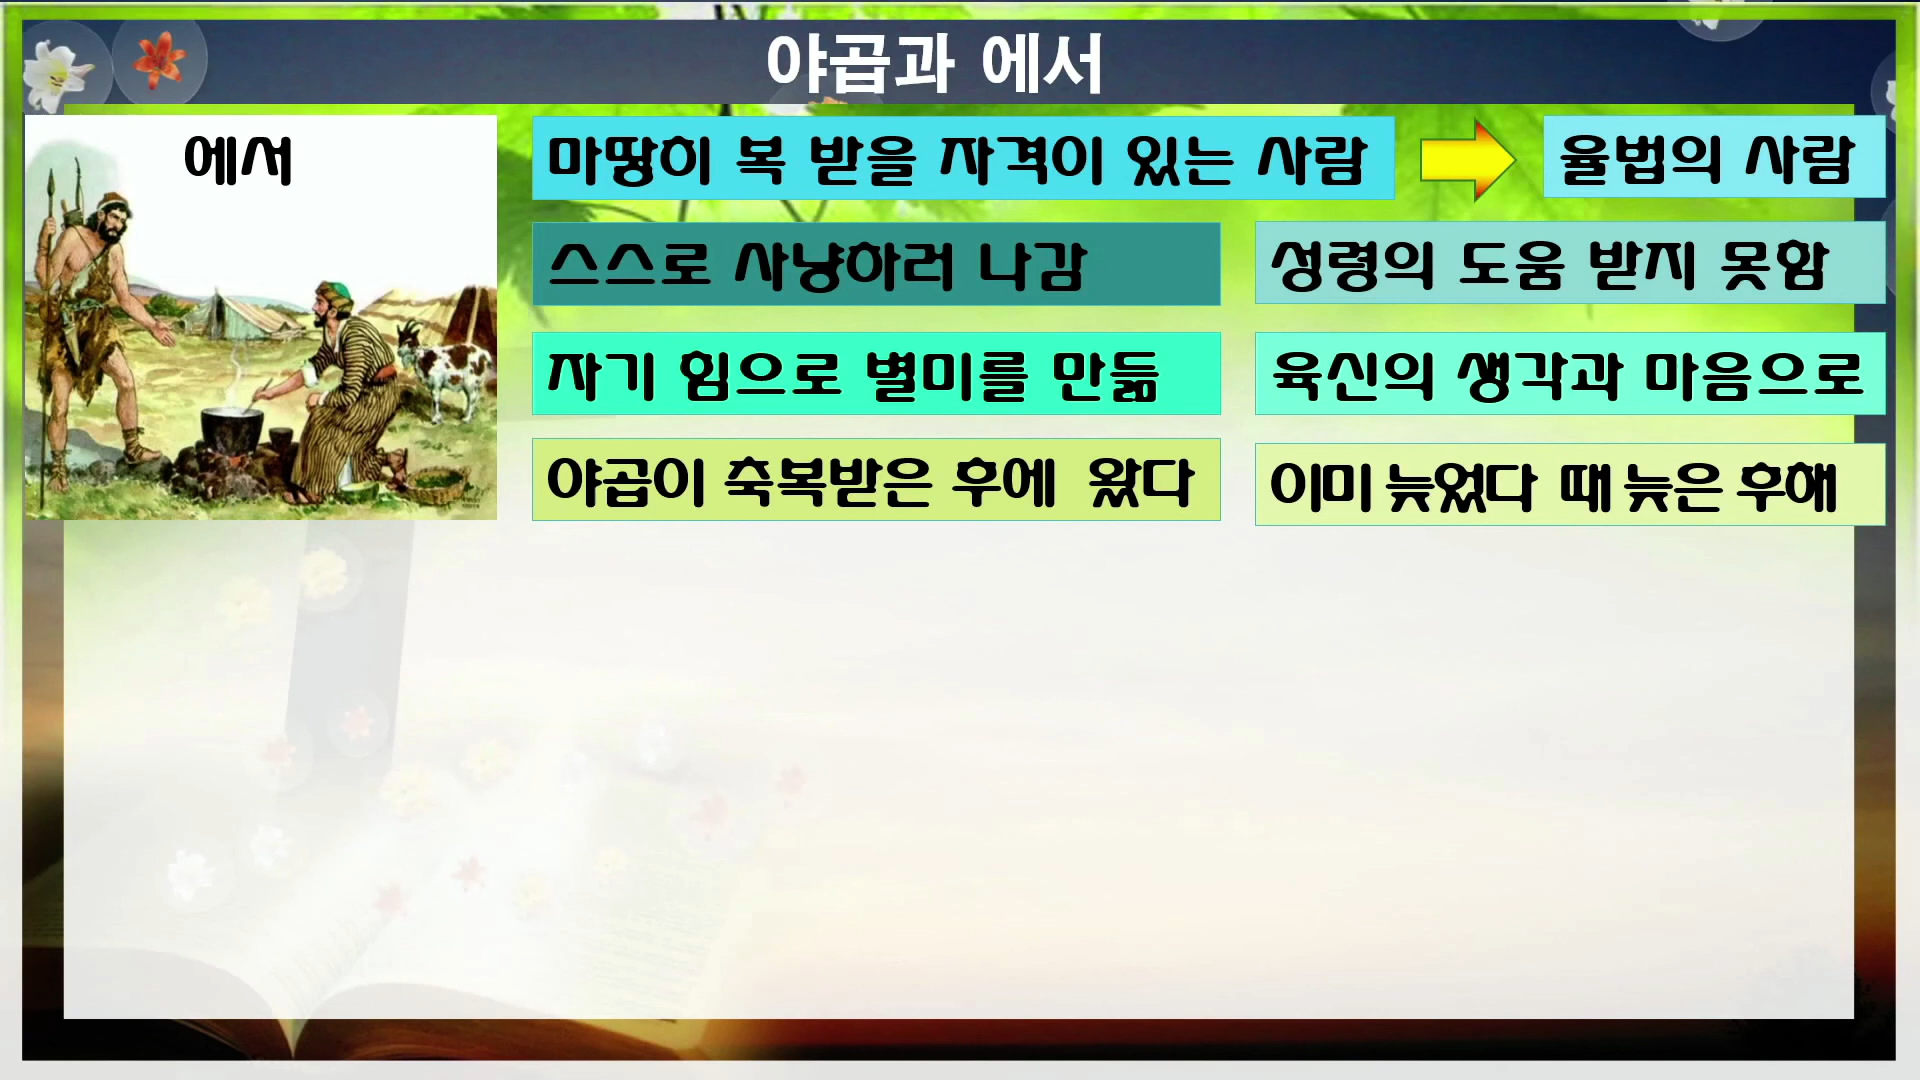 야곱과 에서
에서
마땅히 복 받을 자격이 있는 사람
율법의 사람
스스로 사냥하러 나감
성령의 도움 받지 못함
자기 힘으로 별미를 만듦
육신의 생각과 마음으로
야곱이 축복받은 후에 왔다
이미 늦었다 때 늦은 후해